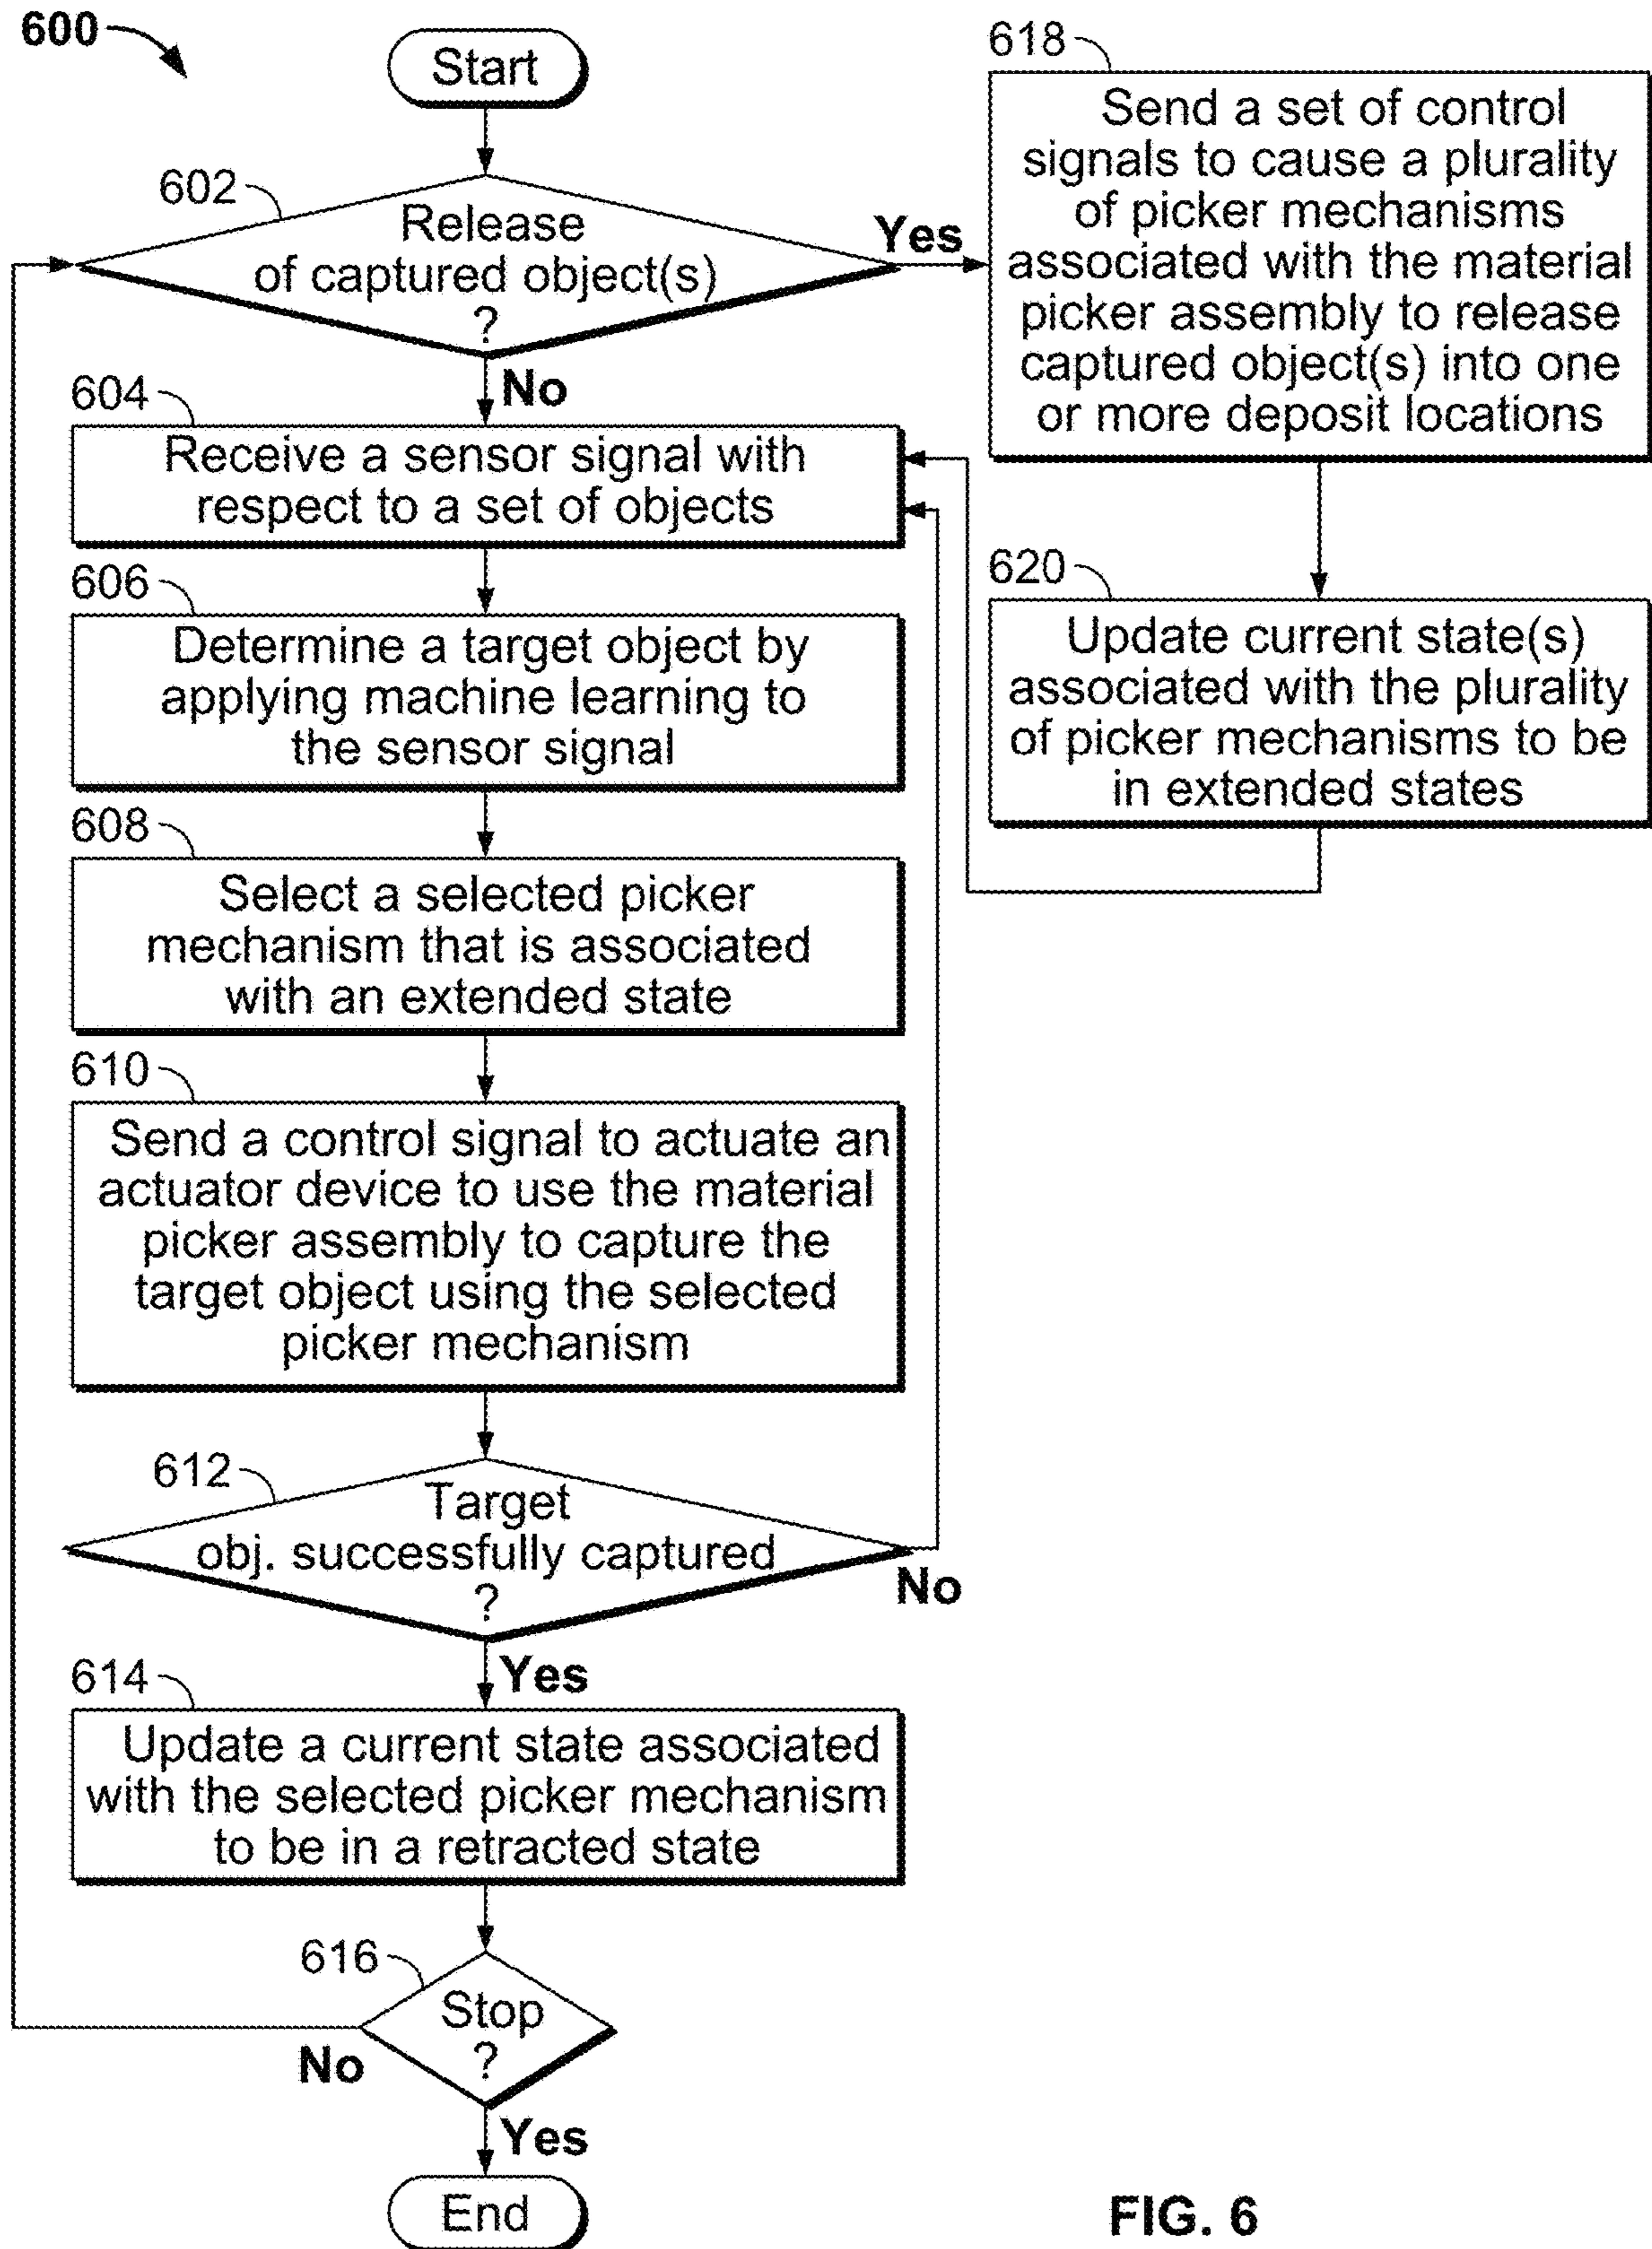 600
Start
602
Release
of captured object(s)
?
Yes
No
604
Receive a sensor signal with
respect to a set of objects
606
Determine a target object by
applying machine learning to
the sensor signal
608
Select a selected picker
mechanism that is associated
with an extended state
610
Send a control signal to actuate an
actuator device to use the material
picker assembly to capture the
target object using the selected
picker mechanism
612
Target
obj. successfully captured
?
No
Yes
614
Update a current state associated
with the selected picker mechanism
to be in a retracted state
616
Stop
?
No
Yes
End
618
Send a set of control
signals to cause a plurality
of picker mechanisms
associated with the material
picker assembly to release
captured object(s) into one
or more deposit locations
620
Update current state(s)
associated with the plurality
of picker mechanisms to be
in extended states
FIG. 6